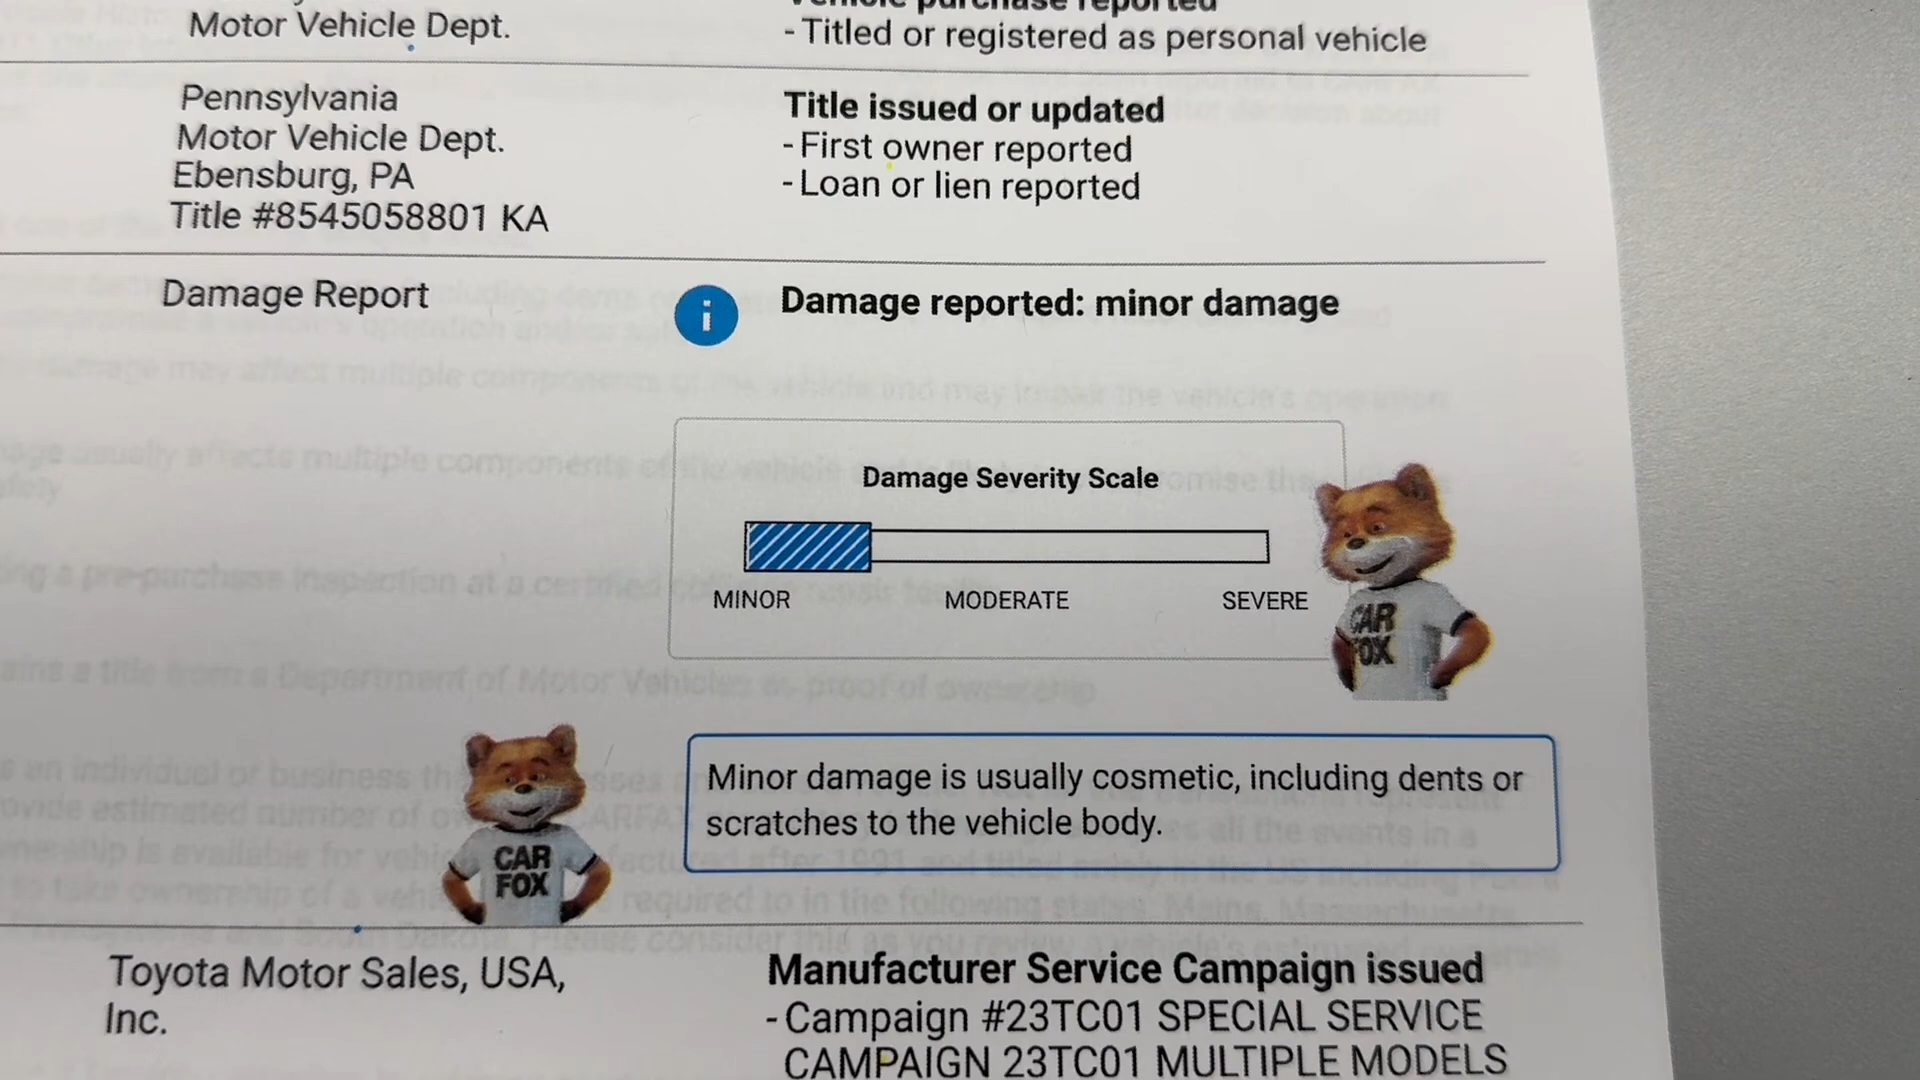 Vehicle purchase reported
Motor Vehicle Dept.
- Titled or registered as personal vehicle
Pennsylvania
Motor Vehicle Dept.
Ebensburg, PA
Title #8545058801 KA
Title issued or updated
- First owner reported
- Loan or lien reported
Damage Report
i
Damage reported: minor damage
Damage Severity Scale
MINOR
MODERATE
SEVERE
CAR
FOX
CAR
FOX
Minor damage is usually cosmetic, including dents or
scratches to the vehicle body.
Toyota Motor Sales, USA,
Inc.
Manufacturer Service Campaign issued
- Campaign #23TC01 SPECIAL SERVICE
CAMPAIGN 23TC01 MULTIPLE MODELS